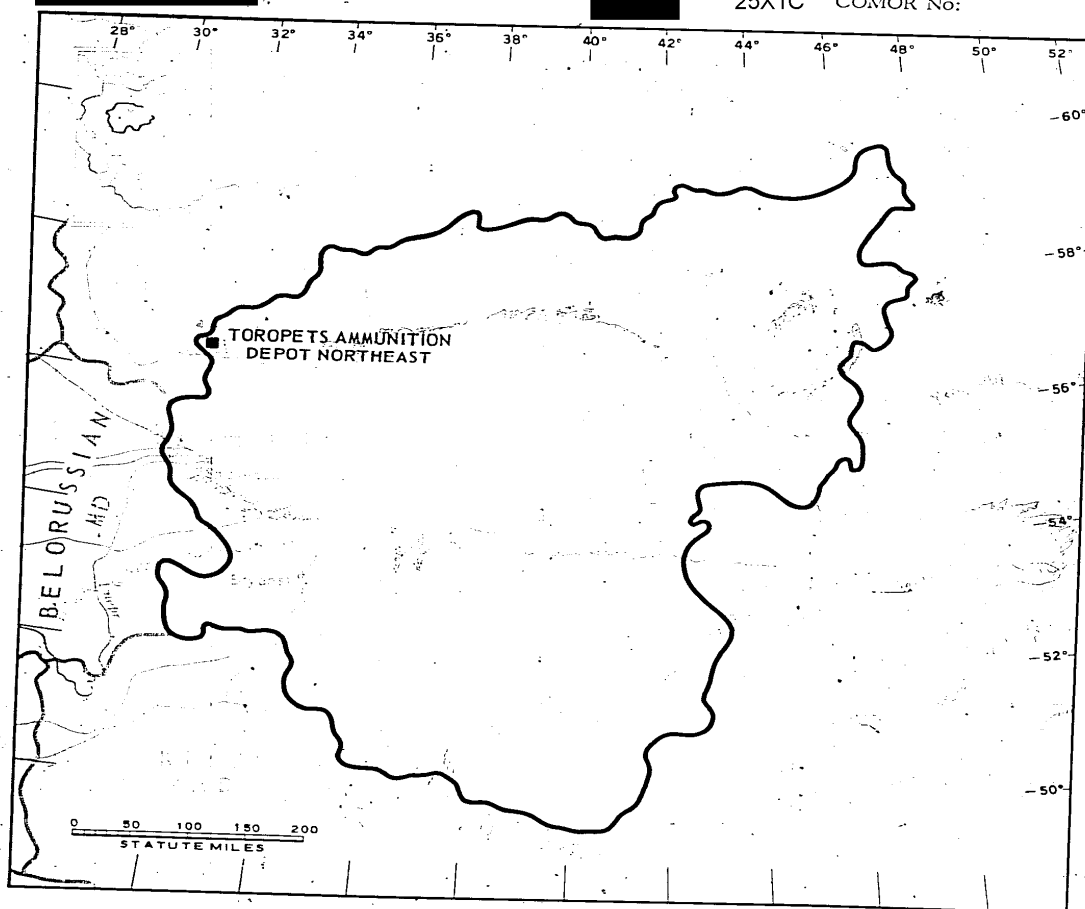 25X1C COMOR No:
28° 30° 32° 34° 36° 38° 40° 42° 44° 46° 48° 50° 52°
60°
58°
TOROPETS AMMUNITION
DEPOT NORTHEAST
56°
BELORUSSIAN
MD
54°
Bryansk
52°
50°
0 50 100 150 200
STATUTE MILES